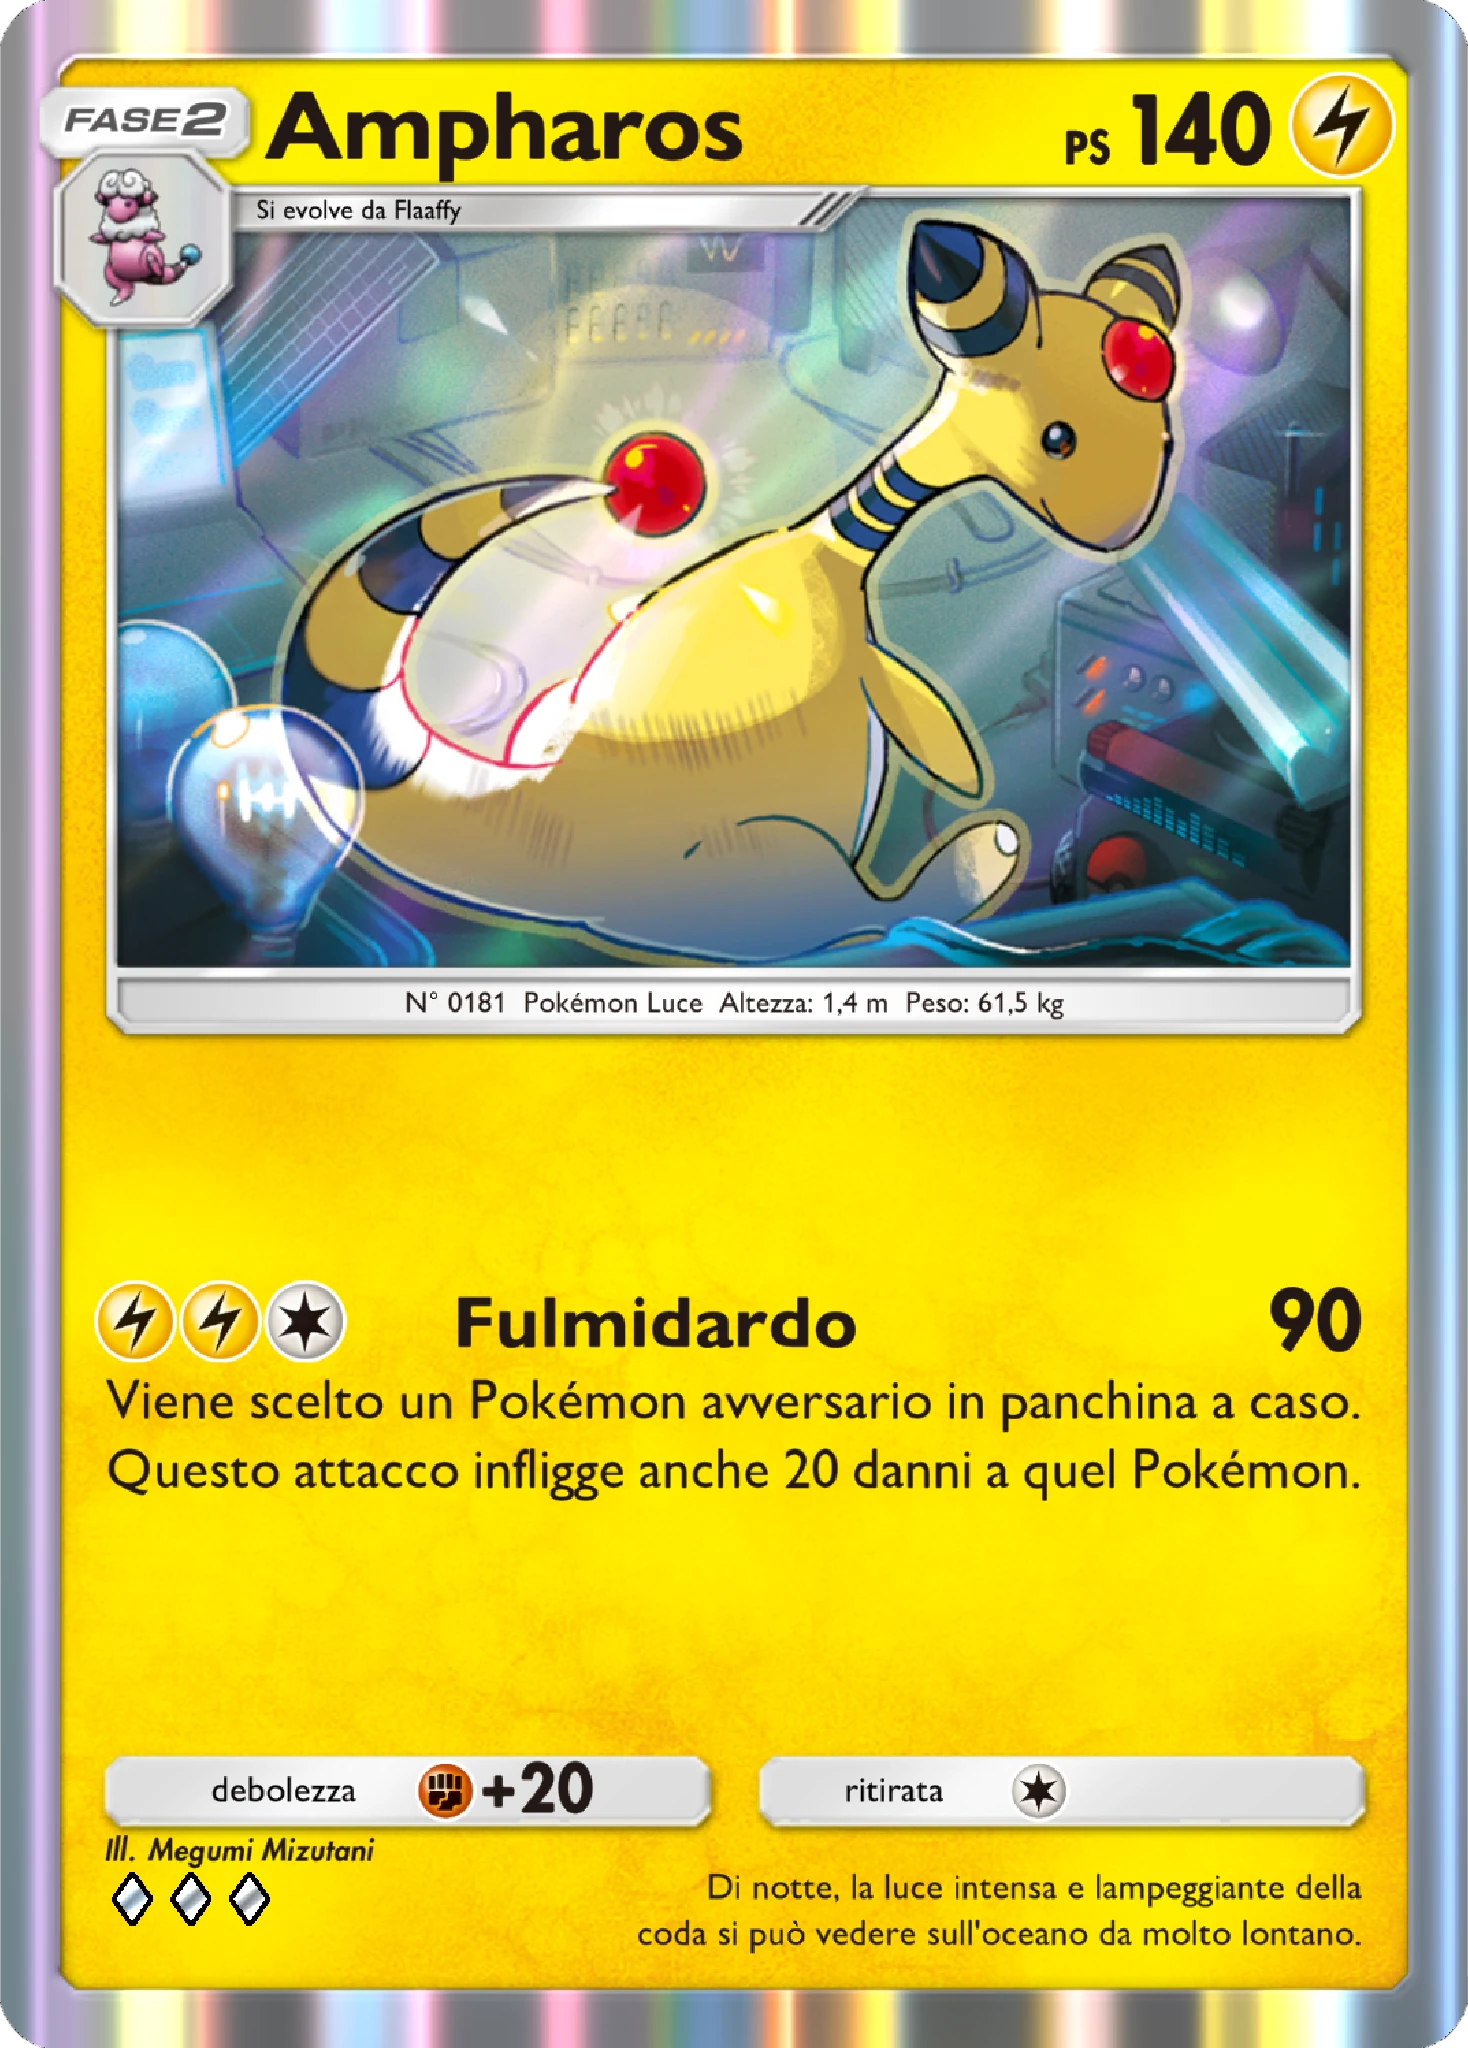 FASE2
Ampharos
PS 140
Si evolve da Flaaffy
N° 0181 Pokémon Luce Altezza: 1,4 m Peso: 61,5 kg
Fulmidardo 90
Viene scelto un Pokémon avversario in panchina a caso.
Questo attacco infligge anche 20 danni a quel Pokémon.
debolezza +20
ritirata
Ill. Megumi Mizutani
Di notte, la luce intensa e lampeggiante della
coda si può vedere sull'oceano da molto lontano.